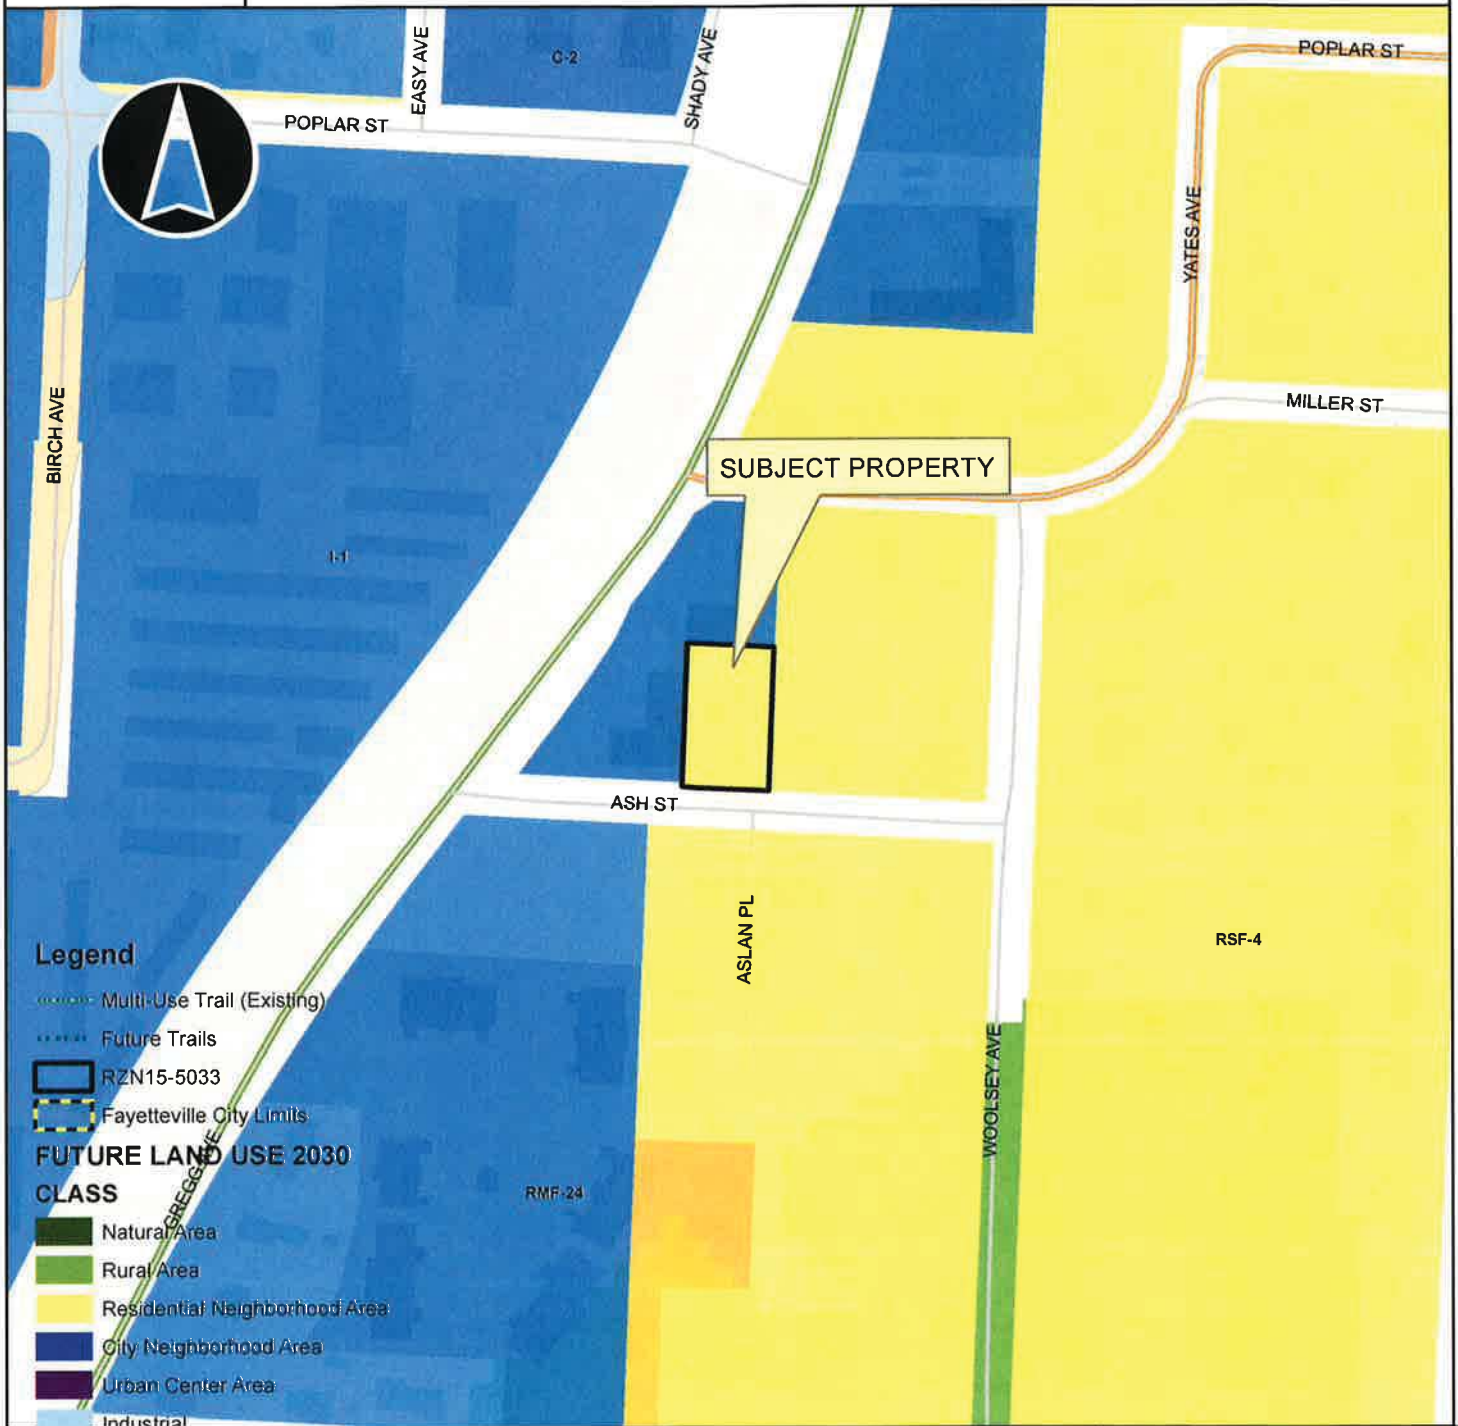 C-2
EASY AVE
SHADY AVE
POPLAR ST
POPLAR ST
YATES AVE
BIRCH AVE
MILLER ST
SUBJECT PROPERTY
I-1
ASH ST
ASLAN PL
RSF-4
WOOLSEY AVE
RMF-24
GREGG AVE
Legend
Multi-Use Trail (Existing)
Future Trails
RZN15-5033
Fayetteville City Limits
FUTURE LAND USE 2030
CLASS
Natural Area
Rural Area
Residential Neighborhood Area
City Neighborhood Area
Urban Center Area
Industrial